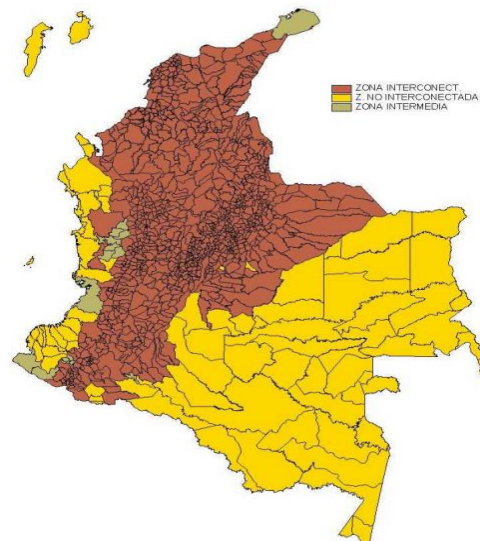 ZONA INTERCONECT.
Z. NO INTERCONECTADA
ZONA INTERMEDIA